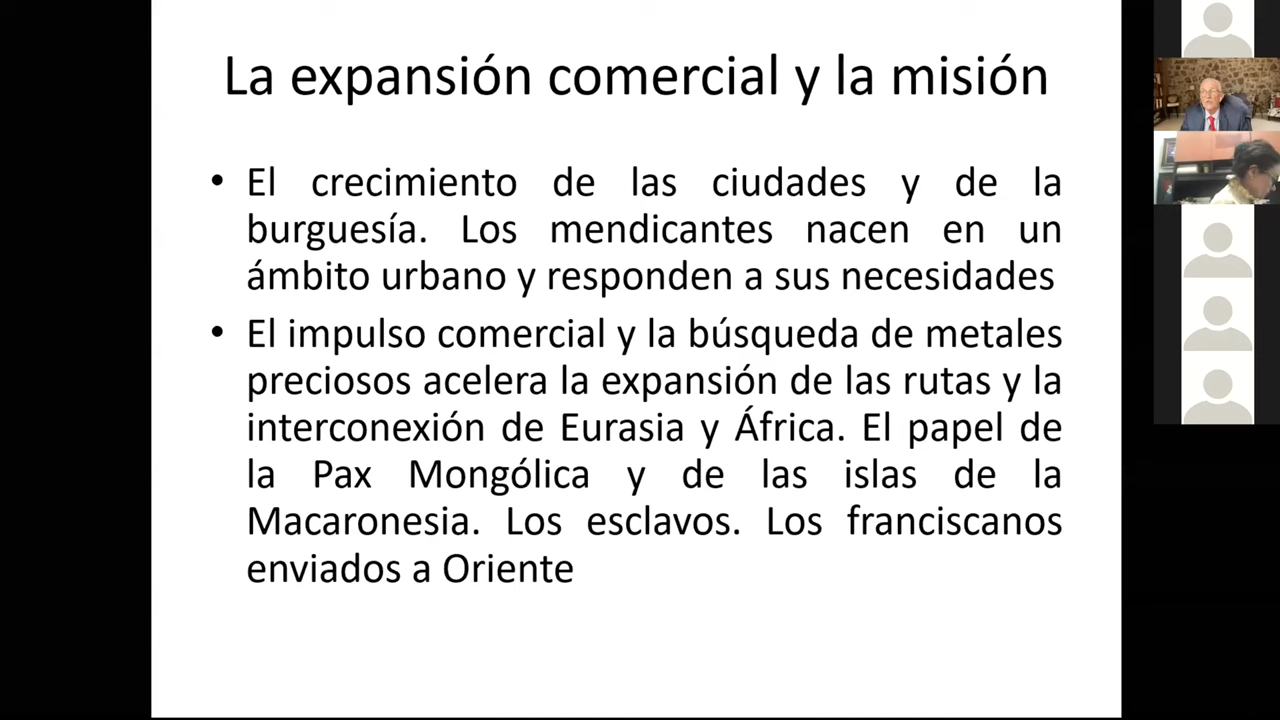 La expansión comercial y la misión
• El crecimiento de las ciudades y de la
burguesía. Los mendicantes nacen en un
ámbito urbano y responden a sus necesidades
• El impulso comercial y la búsqueda de metales
preciosos acelera la expansión de las rutas y la
interconexión de Eurasia y África. El papel de
la Pax Mongólica y de las islas de la
Macaronesia. Los esclavos. Los franciscanos
enviados a Oriente